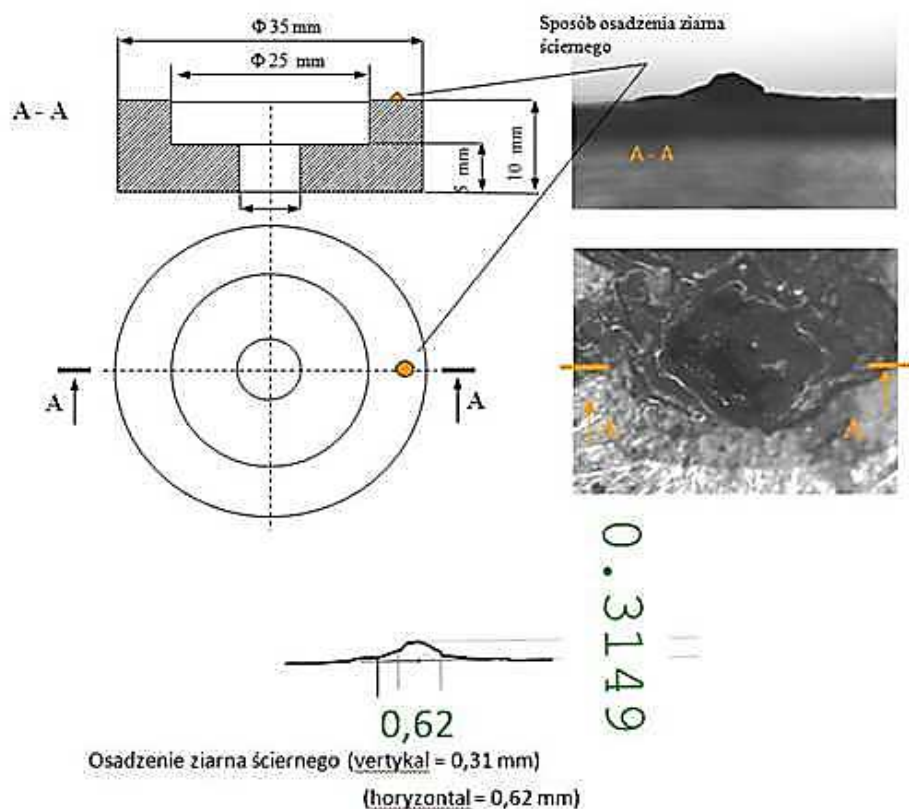 Φ 35 mm
Φ 25 mm
Sposób osadzenia ziarna
ściernego
A - A
10 mm
5 mm
A - A
A
A
A
A
0.3149
0,62
Osadzenie ziarna ściernego (vertykal = 0,31 mm)
(horyzontal = 0,62 mm)